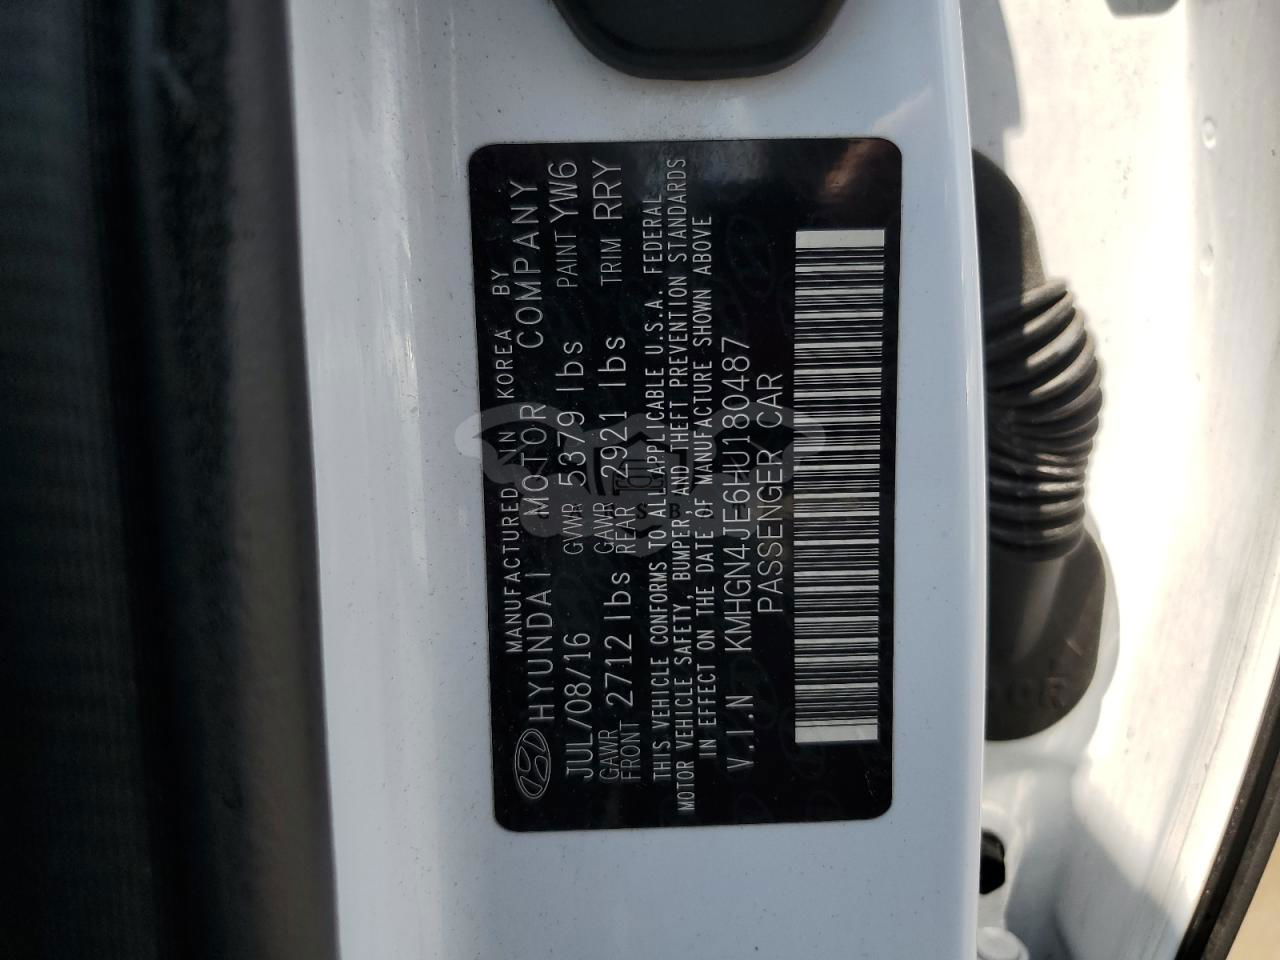 MANUFACTURED IN KOREA BY
HYUNDAI MOTOR COMPANY
JUL/08/16 GVWR 5379 lbs PAINT YW6
GAWR FRONT 2712 lbs GAWR REAR 2921 lbs TRIM RRY
THIS VEHICLE CONFORMS TO ALL APPLICABLE U.S.A. FEDERAL
MOTOR VEHICLE SAFETY, BUMPER, AND THEFT PREVENTION STANDARDS
IN EFFECT ON THE DATE OF MANUFACTURE SHOWN ABOVE
V.I.N KMHGN4JE6HU180487
PASSENGER CAR